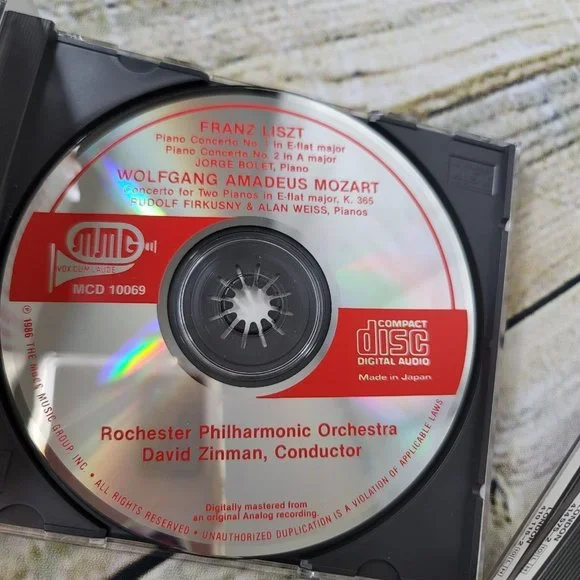 FRANZ LISZT
Piano Concerto No. 1 in E-flat major
Piano Concerto No. 2 in A major
JORGE BOLET, Piano
WOLFGANG AMADEUS MOZART
Concerto for Two Pianos in E-flat major, K. 365
RUDOLF FIRKUSNY & ALAN WEISS, Pianos
MMG
VOX CUM LAUDE
MCD 10069
COMPACT
disc
DIGITAL AUDIO
Made in Japan
Rochester Philharmonic Orchestra
David Zinman, Conductor
Digitally mastered from
an original Analog recording.
℗ 1986 THE MOSS MUSIC GROUP INC. • ALL RIGHTS RESERVED • UNAUTHORIZED DUPLICATION IS A VIOLATION OF APPLICABLE LAWS
LONDON